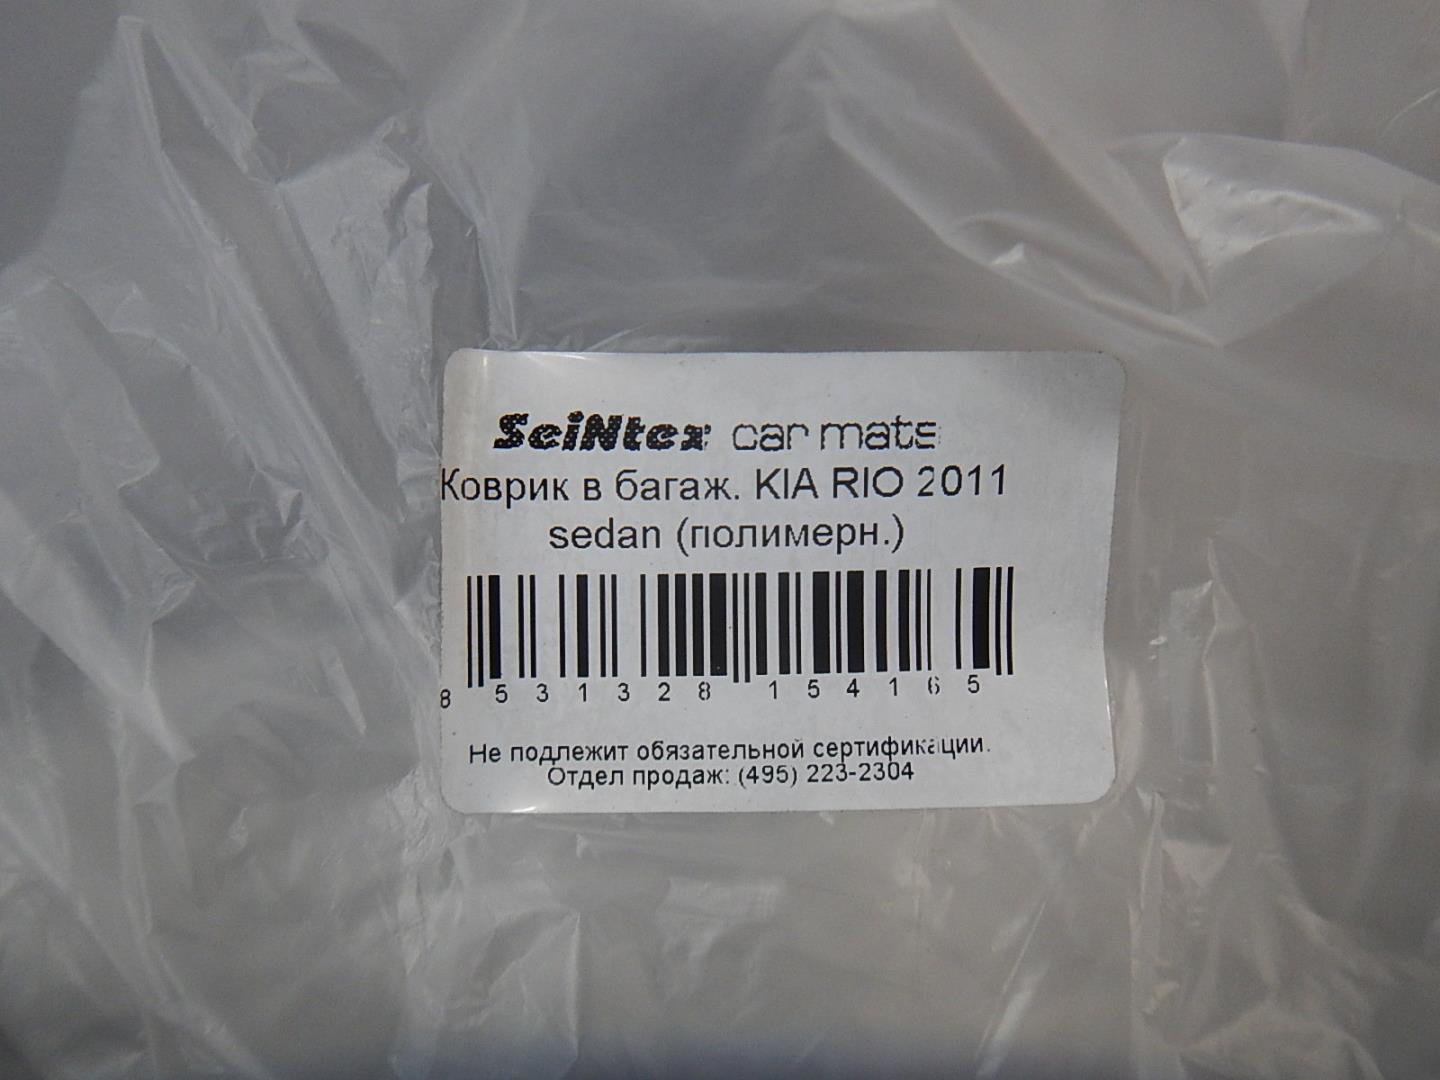 SeiNtex car mats
Коврик в багаж. KIA RIO 2011
sedan (полимерн.)
8 531328 154165
Не подлежит обязательной сертификации.
Отдел продаж: (495) 223-2304